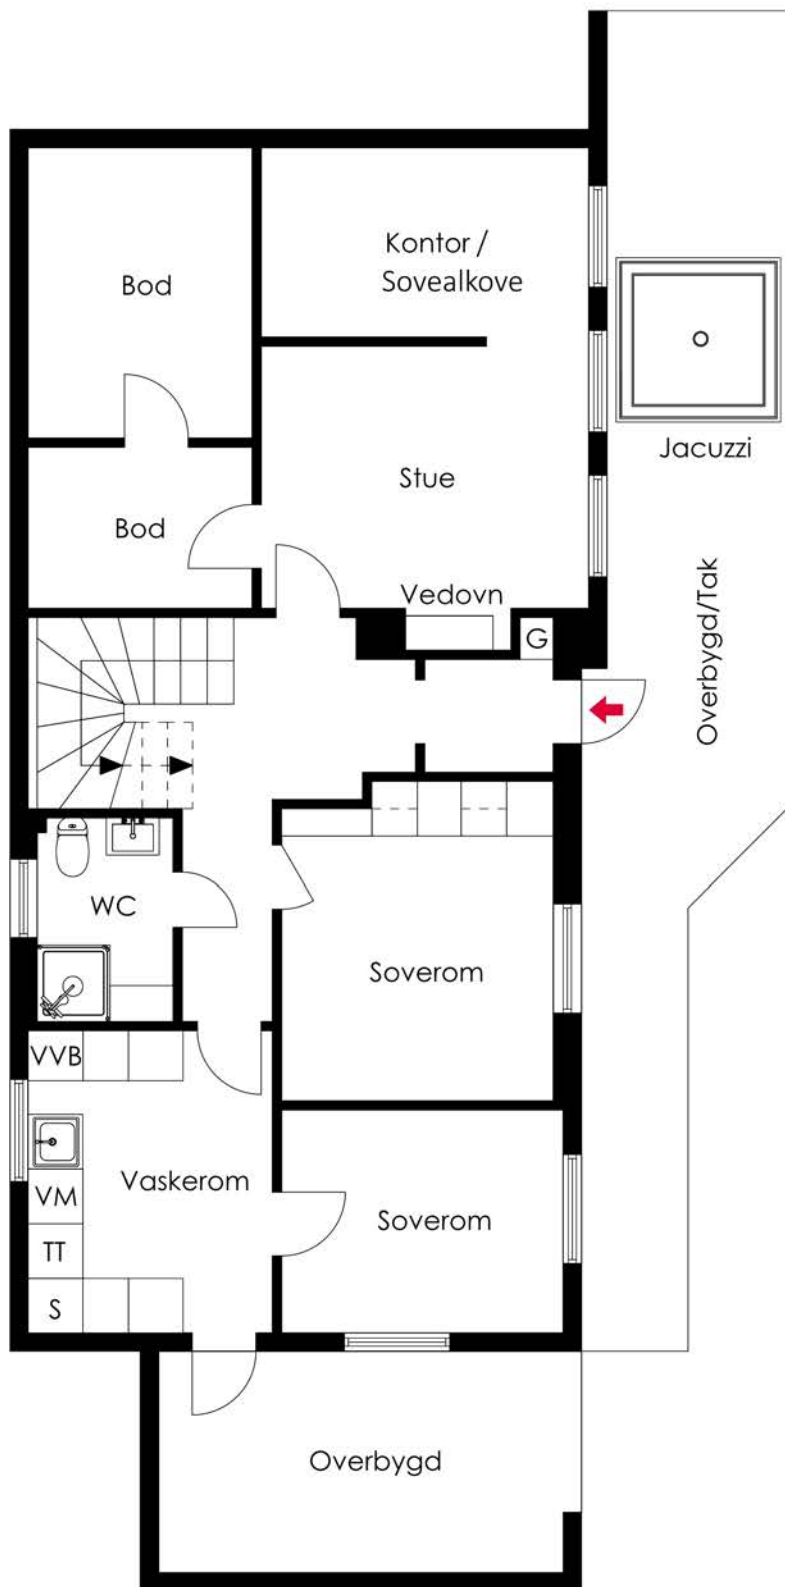 Kontor /
Sovealkove
Bod
Jacuzzi
Stue
Bod
Vedovn
G
Overbygd/Tak
WC
Soverom
VVB
Vaskerom
VM
Soverom
TT
S
Overbygd